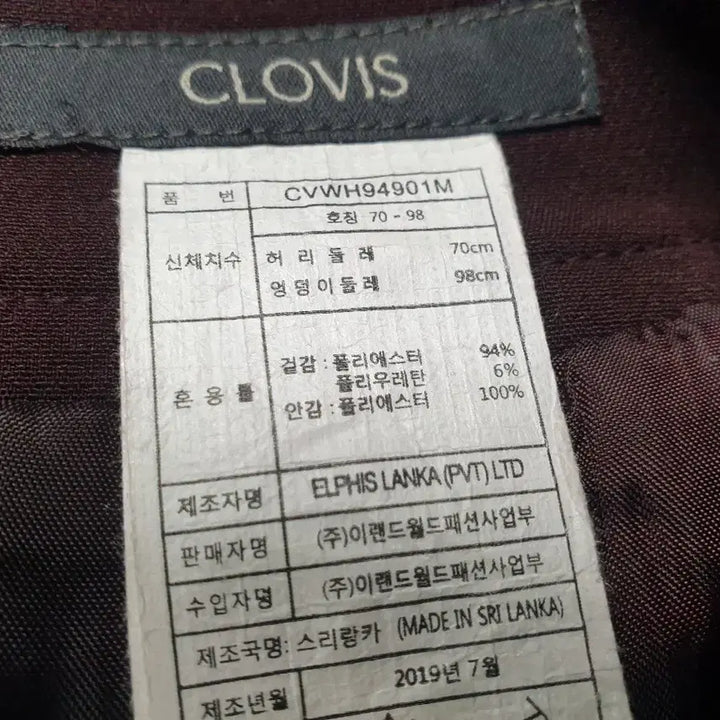 CLOVIS
품 번 CVWH94901M
호칭 70 - 98
신체치수 허 리 둘 레 70cm
엉덩이둘레 98cm
혼 용 률 겉감 : 폴리애스터 94%
폴리우레탄 6%
안감 : 폴리에스터 100%
제조자명 ELPHIS LANKA (PVT) LTD
판매자명 (주)이랜드월드패션사업부
수입자명 (주)이랜드월드패션사업부
제조국명: 스리랑카 (MADE IN SRI LANKA)
제조년월 2019년 7월